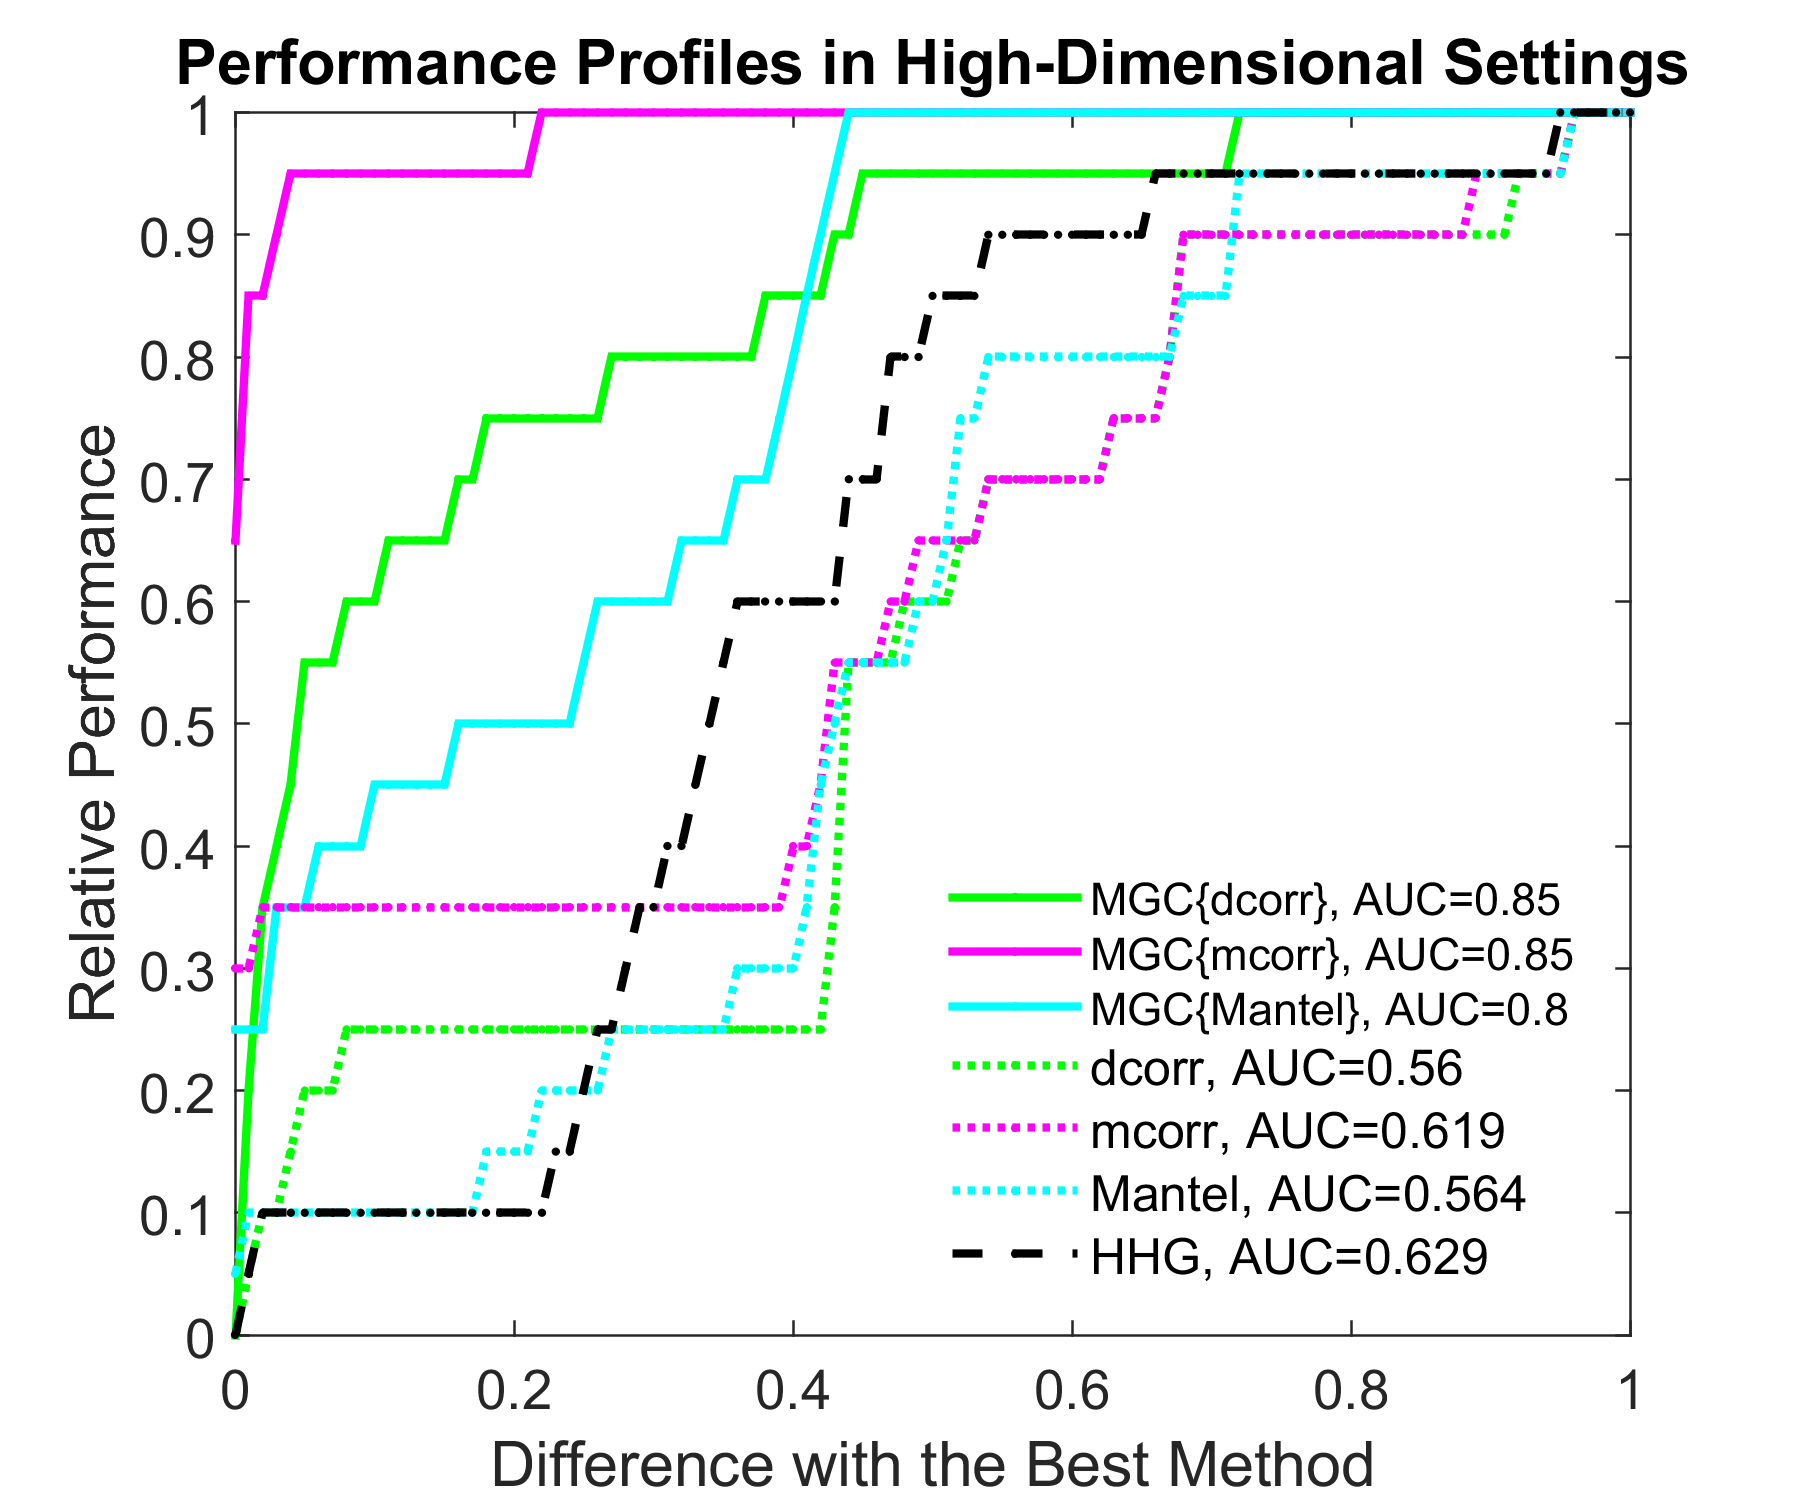 Performance Profiles in High-Dimensional Settings
1
0.9
0.8
0.7
0.6
0.5
0.4
0.3
0.2
0.1
0
Relative Performance
MGC{dcorr}, AUC=0.85
MGC{mcorr}, AUC=0.85
MGC{Mantel}, AUC=0.8
dcorr, AUC=0.56
mcorr, AUC=0.619
Mantel, AUC=0.564
HHG, AUC=0.629
0 0.2 0.4 0.6 0.8 1
Difference with the Best Method